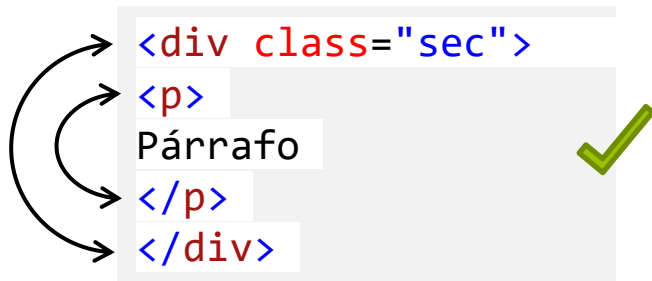 <div class="sec">
<p>
Párrafo
</p>
</div>